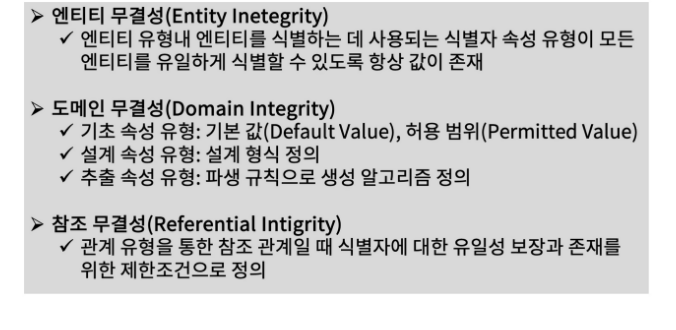 ➢ 엔티티 무결성(Entity Inetegrity)
✓ 엔티티 유형내 엔티티를 식별하는 데 사용되는 식별자 속성 유형이 모든
엔티티를 유일하게 식별할 수 있도록 항상 값이 존재
➢ 도메인 무결성(Domain Integrity)
✓ 기초 속성 유형: 기본 값(Default Value), 허용 범위(Permitted Value)
✓ 설계 속성 유형: 설계 형식 정의
✓ 추출 속성 유형: 파생 규칙으로 생성 알고리즘 정의
➢ 참조 무결성(Referential Intigrity)
✓ 관계 유형을 통한 참조 관계일 때 식별자에 대한 유일성 보장과 존재를
위한 제한조건으로 정의